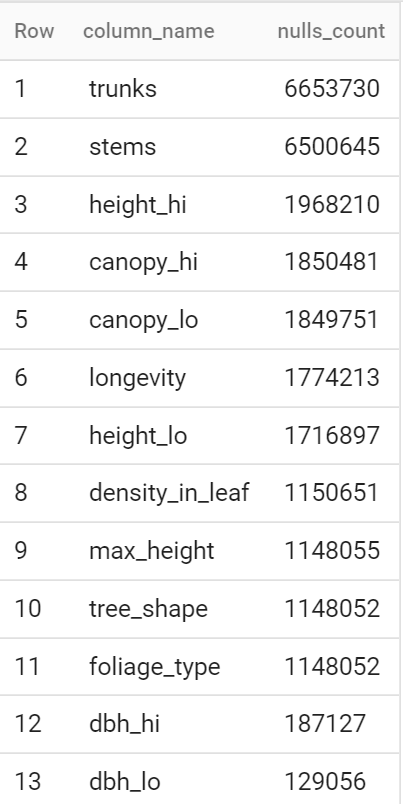 Row column_name nulls_count
1 trunks 6653730
2 stems 6500645
3 height_hi 1968210
4 canopy_hi 1850481
5 canopy_lo 1849751
6 longevity 1774213
7 height_lo 1716897
8 density_in_leaf 1150651
9 max_height 1148055
10 tree_shape 1148052
11 foliage_type 1148052
12 dbh_hi 187127
13 dbh_lo 129056